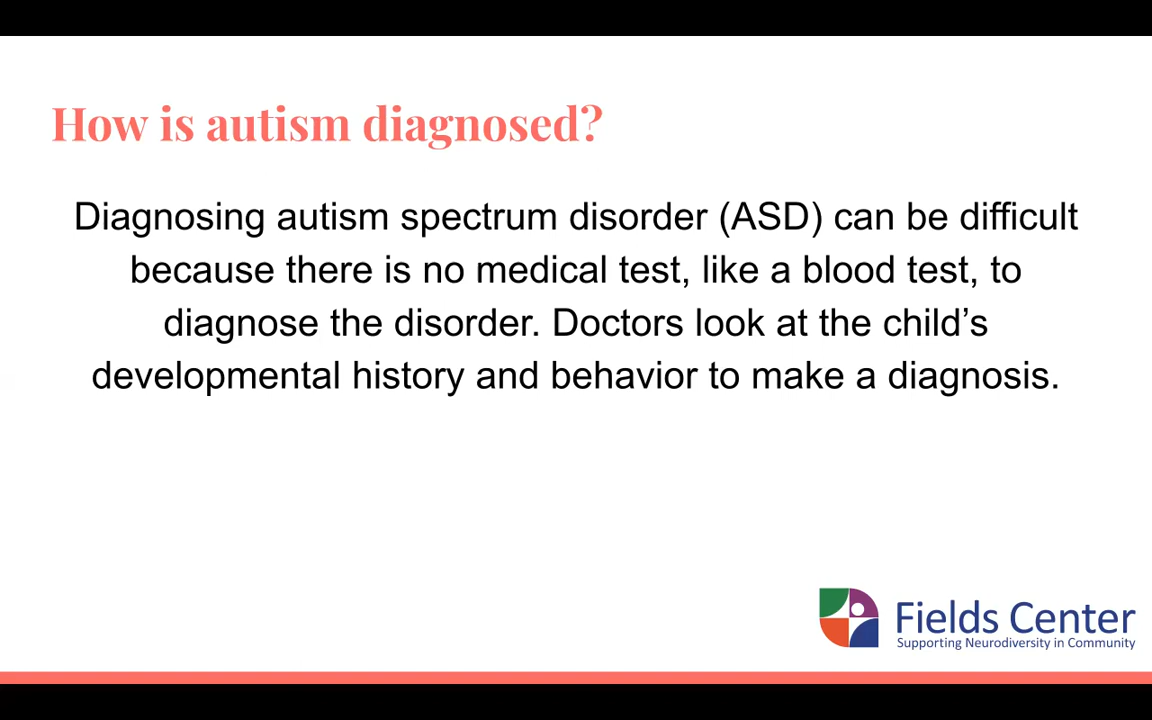 How is autism diagnosed?
Diagnosing autism spectrum disorder (ASD) can be difficult
because there is no medical test, like a blood test, to
diagnose the disorder. Doctors look at the child’s
developmental history and behavior to make a diagnosis.
Fields Center
Supporting Neurodiversity in Community